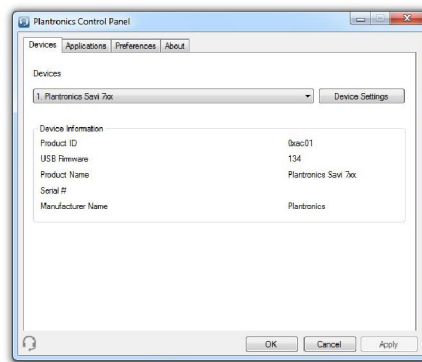 Plantronics Control Panel
Devices Applications Preferences About
Devices
1. Plantronics Savi 7xx Device Settings
Device Information
Product ID 0xac01
USB Firmware 134
Product Name Plantronics Savi 7xx
Serial #
Manufacturer Name Plantronics
OK Cancel Apply